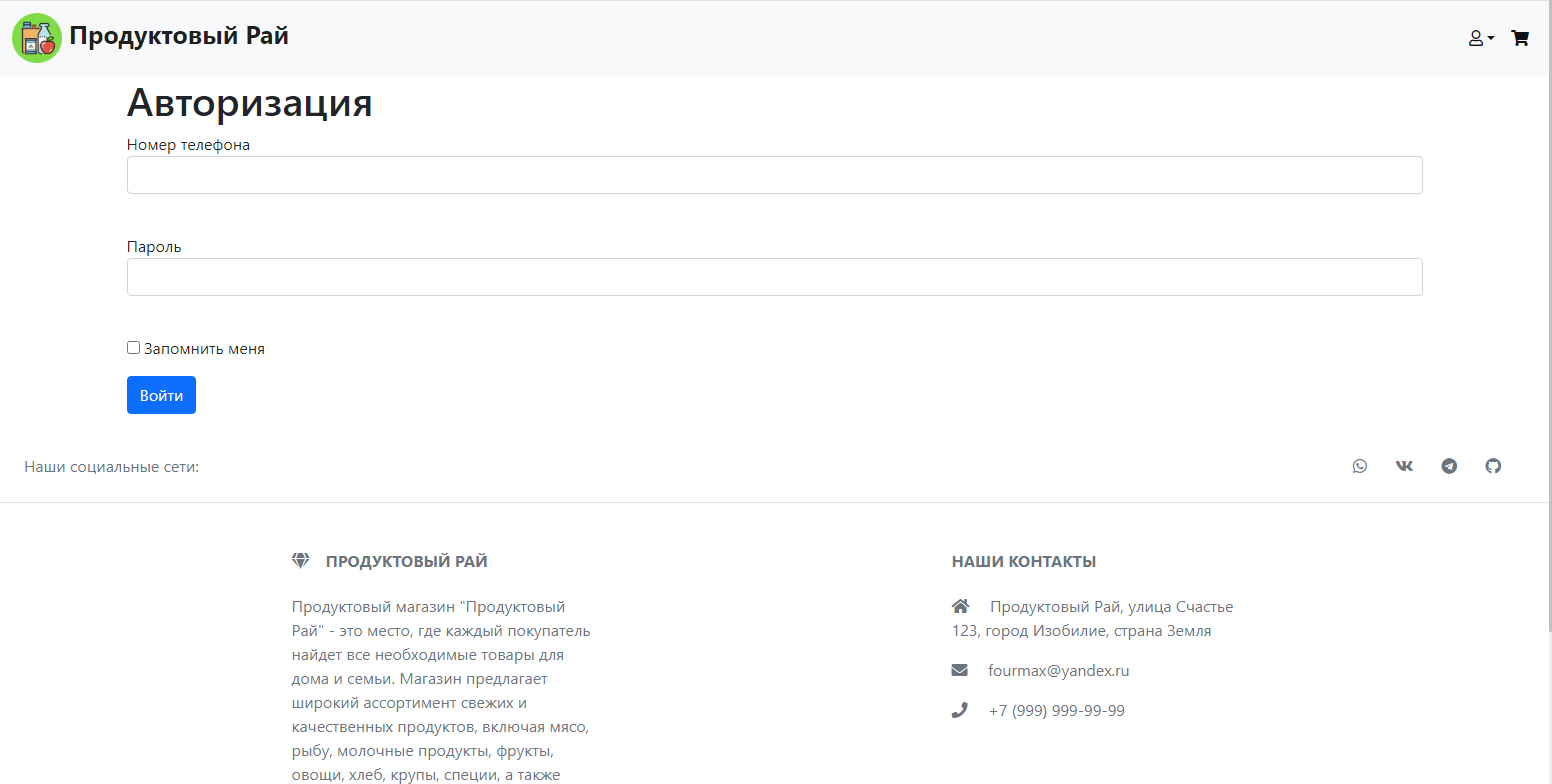 Продуктовый Рай
Авторизация
Номер телефона
Пароль
Запомнить меня
Войти
Наши социальные сети:
ПРОДУКТОВЫЙ РАЙ
Продуктовый магазин "Продуктовый
Рай" - это место, где каждый покупатель
найдет все необходимые товары для
дома и семьи. Магазин предлагает
широкий ассортимент свежих и
качественных продуктов, включая мясо,
рыбу, молочные продукты, фрукты,
овощи, хлеб, крупы, специи, а также
НАШИ КОНТАКТЫ
Продуктовый Рай, улица Счастье
123, город Изобилие, страна Земля
fourmax@yandex.ru
+7 (999) 999-99-99